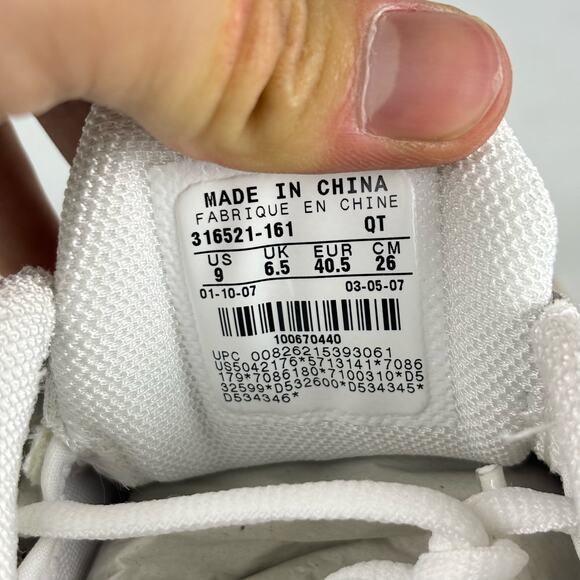 MADE IN CHINA
FABRIQUE EN CHINE
316521-161 QT
US UK EUR CM
9 6.5 40.5 26
01-10-07 03-05-07
100670440
UPC 00826215393061
US5042176*5713141*7086
179*7086180*7100310*D5
32599*D532600*D534345*
D534346*